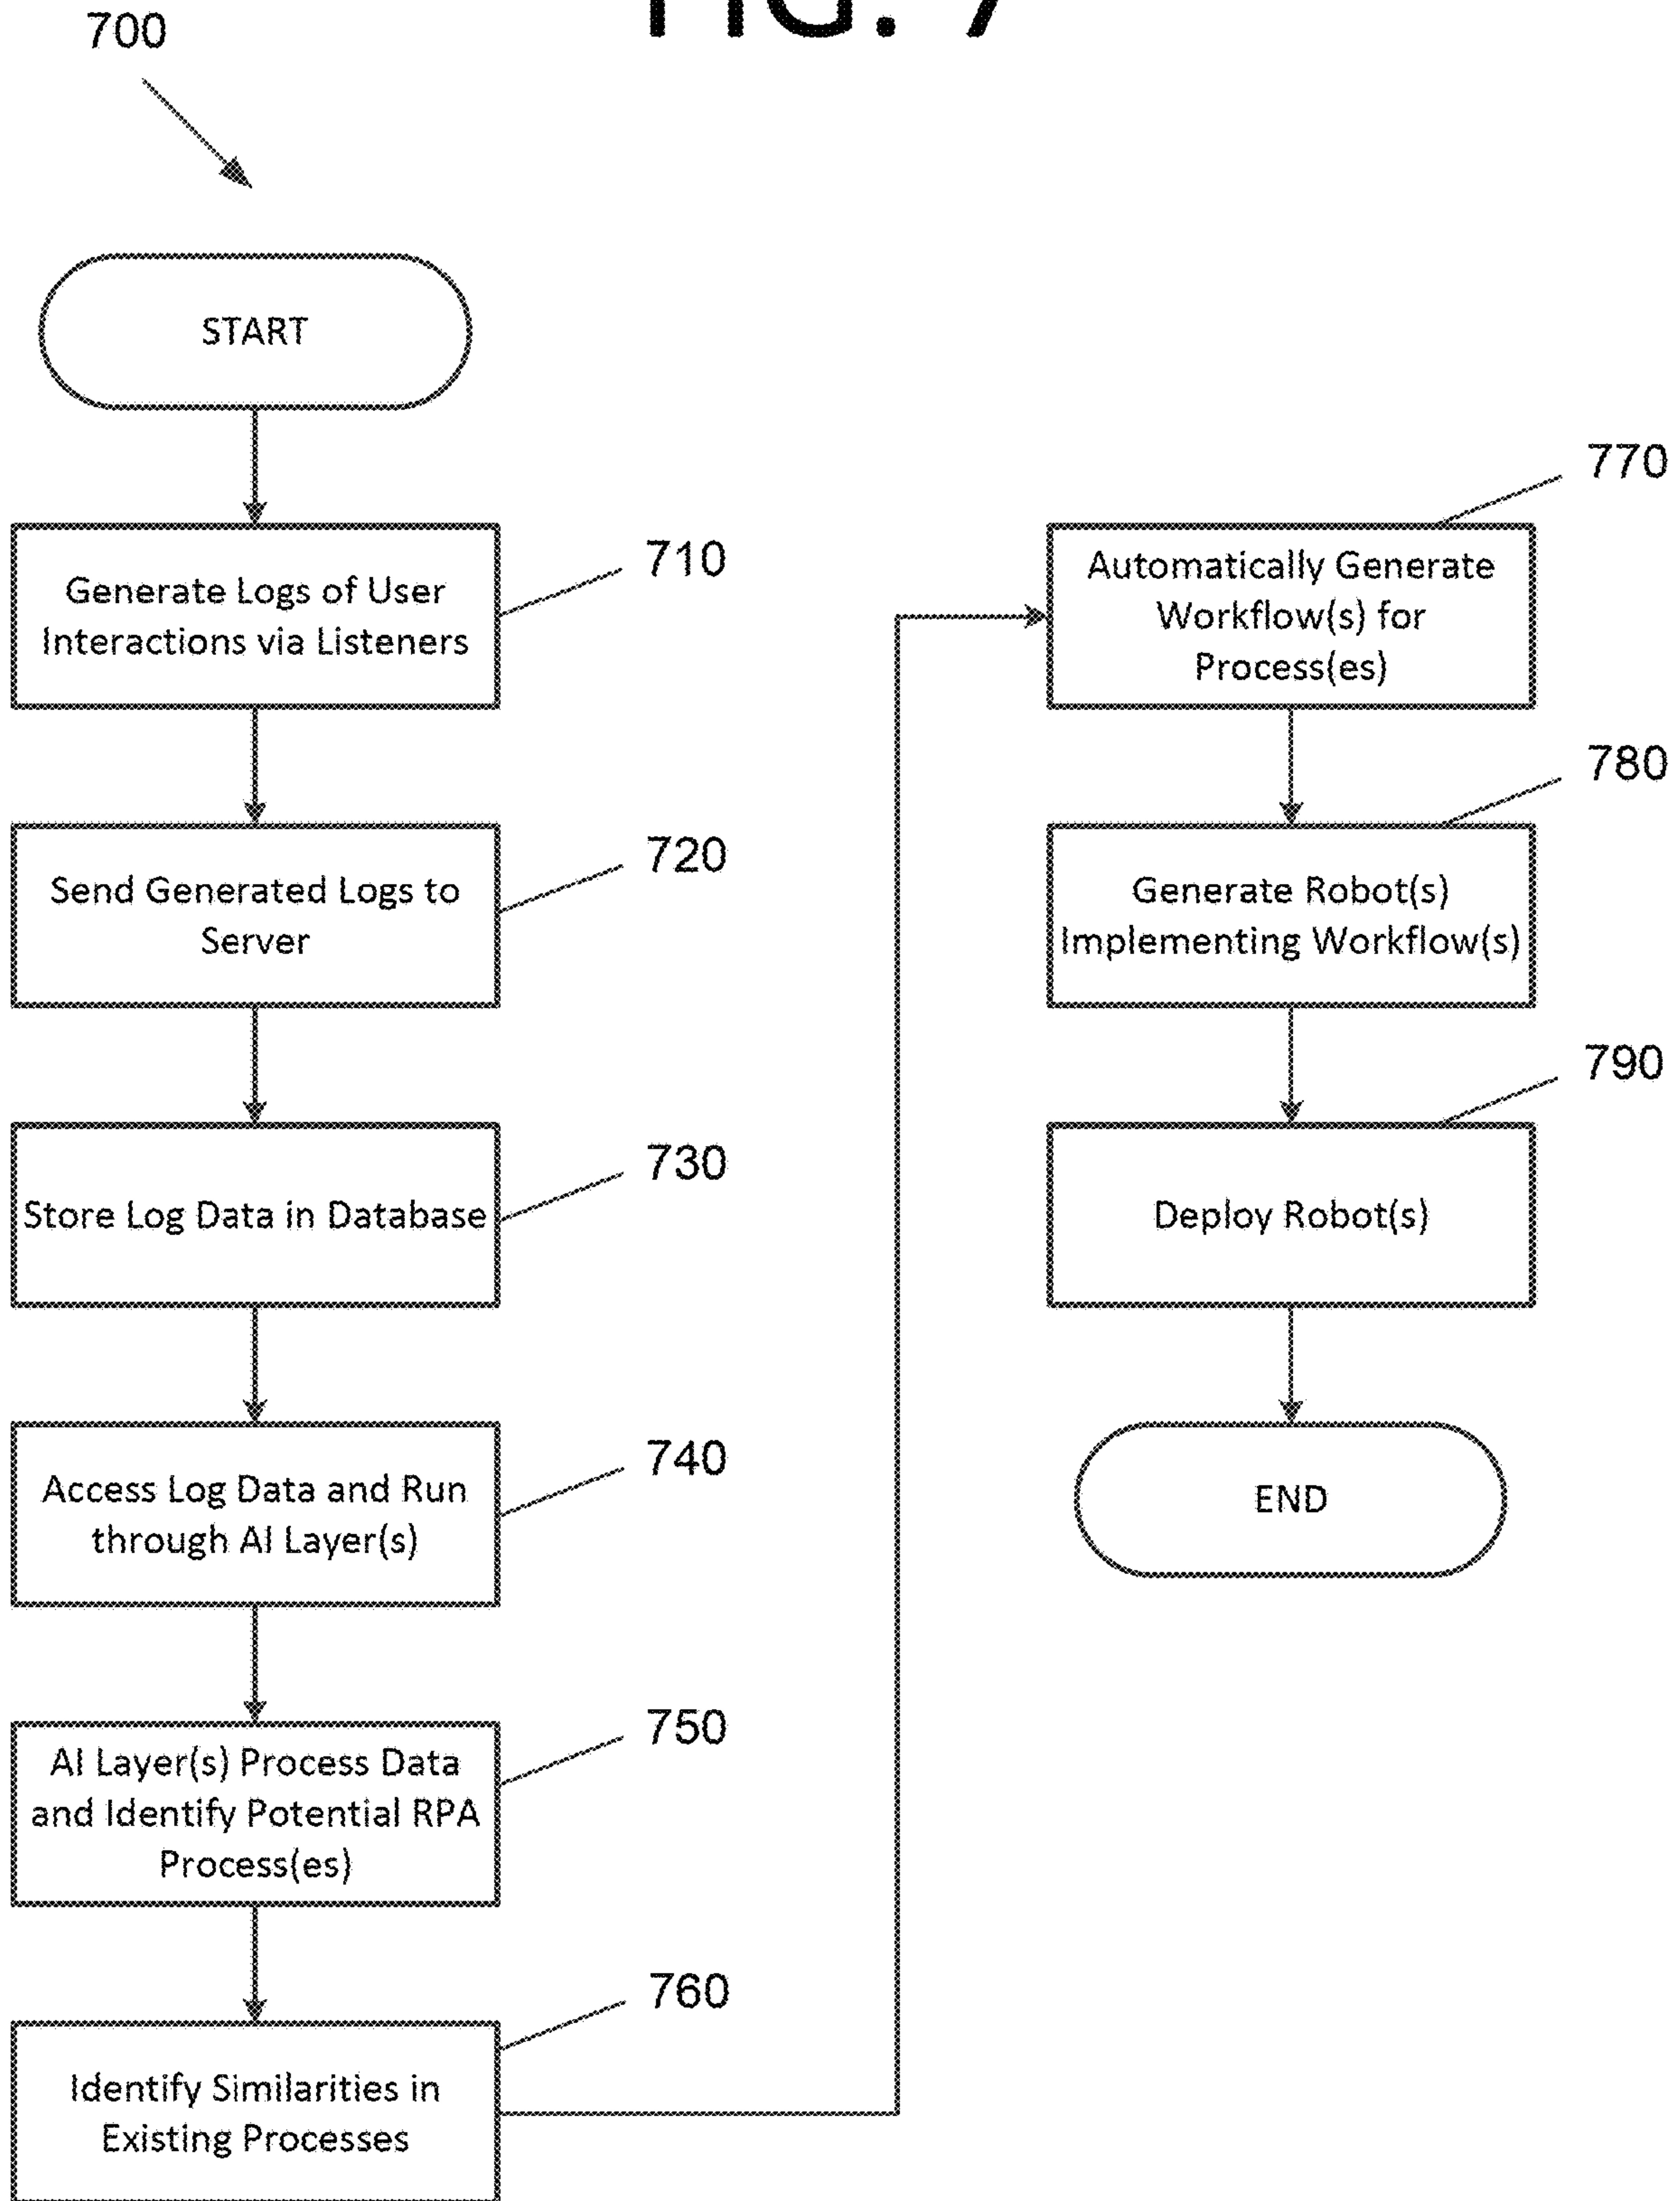 FIG. 7
700
START
Generate Logs of User
Interactions via Listeners
710
Send Generated Logs to
Server
720
Store Log Data in Database
730
Access Log Data and Run
through AI Layer(s)
740
AI Layer(s) Process Data
and Identify Potential RPA
Process(es)
750
Identify Similarities in
Existing Processes
760
Automatically Generate
Workflow(s) for
Process(es)
770
Generate Robot(s)
Implementing Workflow(s)
780
Deploy Robot(s)
790
END